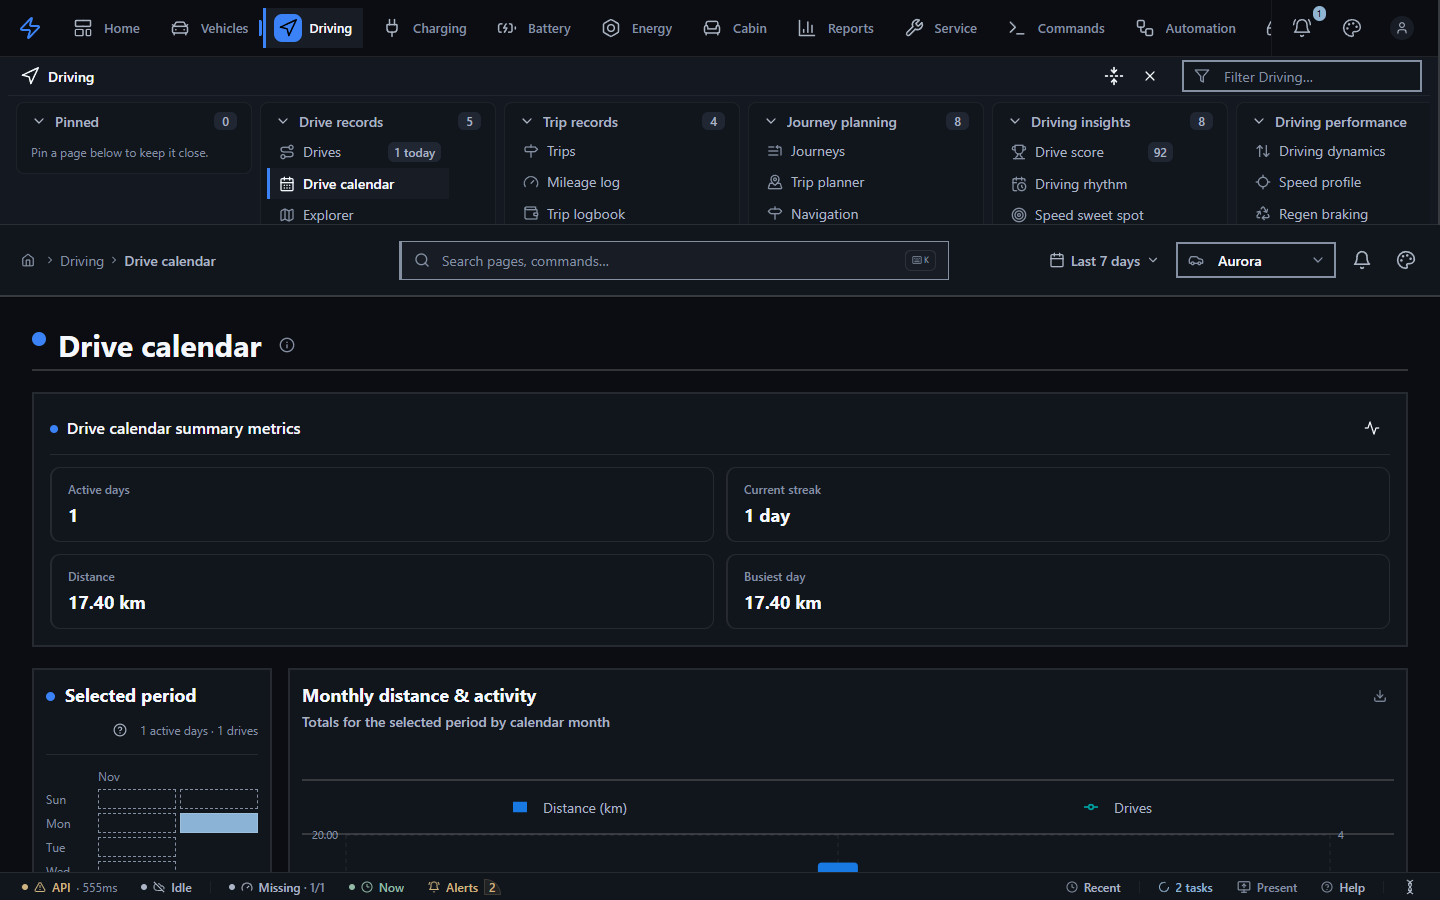 Home
Vehicles
Driving
Charging
Battery
Energy
Cabin
Reports
Service
Commands
Automation
1
Driving
Filter Driving...
Pinned 0
Pin a page below to keep it close.
Drive records 5
Drives 1 today
Drive calendar
Explorer
Trip records 4
Trips
Mileage log
Trip logbook
Journey planning 8
Journeys
Trip planner
Navigation
Driving insights 8
Drive score 92
Driving rhythm
Speed sweet spot
Driving performance
Driving dynamics
Speed profile
Regen braking
Driving
Drive calendar
Search pages, commands...
K
Last 7 days
Aurora
Drive calendar
Drive calendar summary metrics
Active days
1
Current streak
1 day
Distance
17.40 km
Busiest day
17.40 km
Selected period
1 active days · 1 drives
Nov
Sun
Mon
Tue
Wed
Monthly distance & activity
Totals for the selected period by calendar month
Distance (km)
Drives
20.00
4
API · 555ms
Idle
Missing · 1/1
Now
Alerts 2
Recent
2 tasks
Present
Help